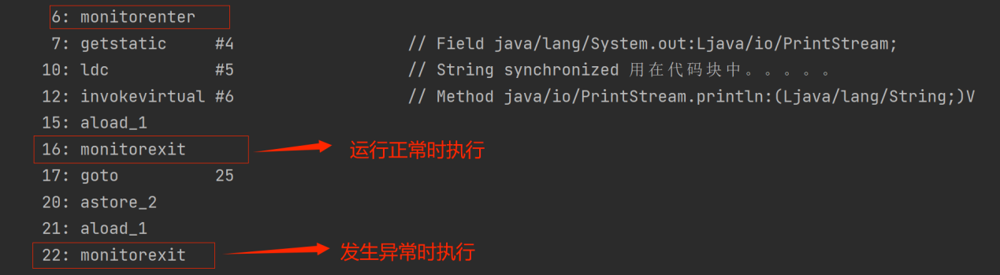 6: monitorenter
7: getstatic #4 // Field java/lang/System.out:Ljava/io/PrintStream;
10: ldc #5 // String synchronized 用在代码块中。。。。。
12: invokevirtual #6 // Method java/io/PrintStream.println:(Ljava/lang/String;)V
15: aload_1
16: monitorexit 运行正常时执行
17: goto 25
20: astore_2
21: aload_1
22: monitorexit 发生异常时执行